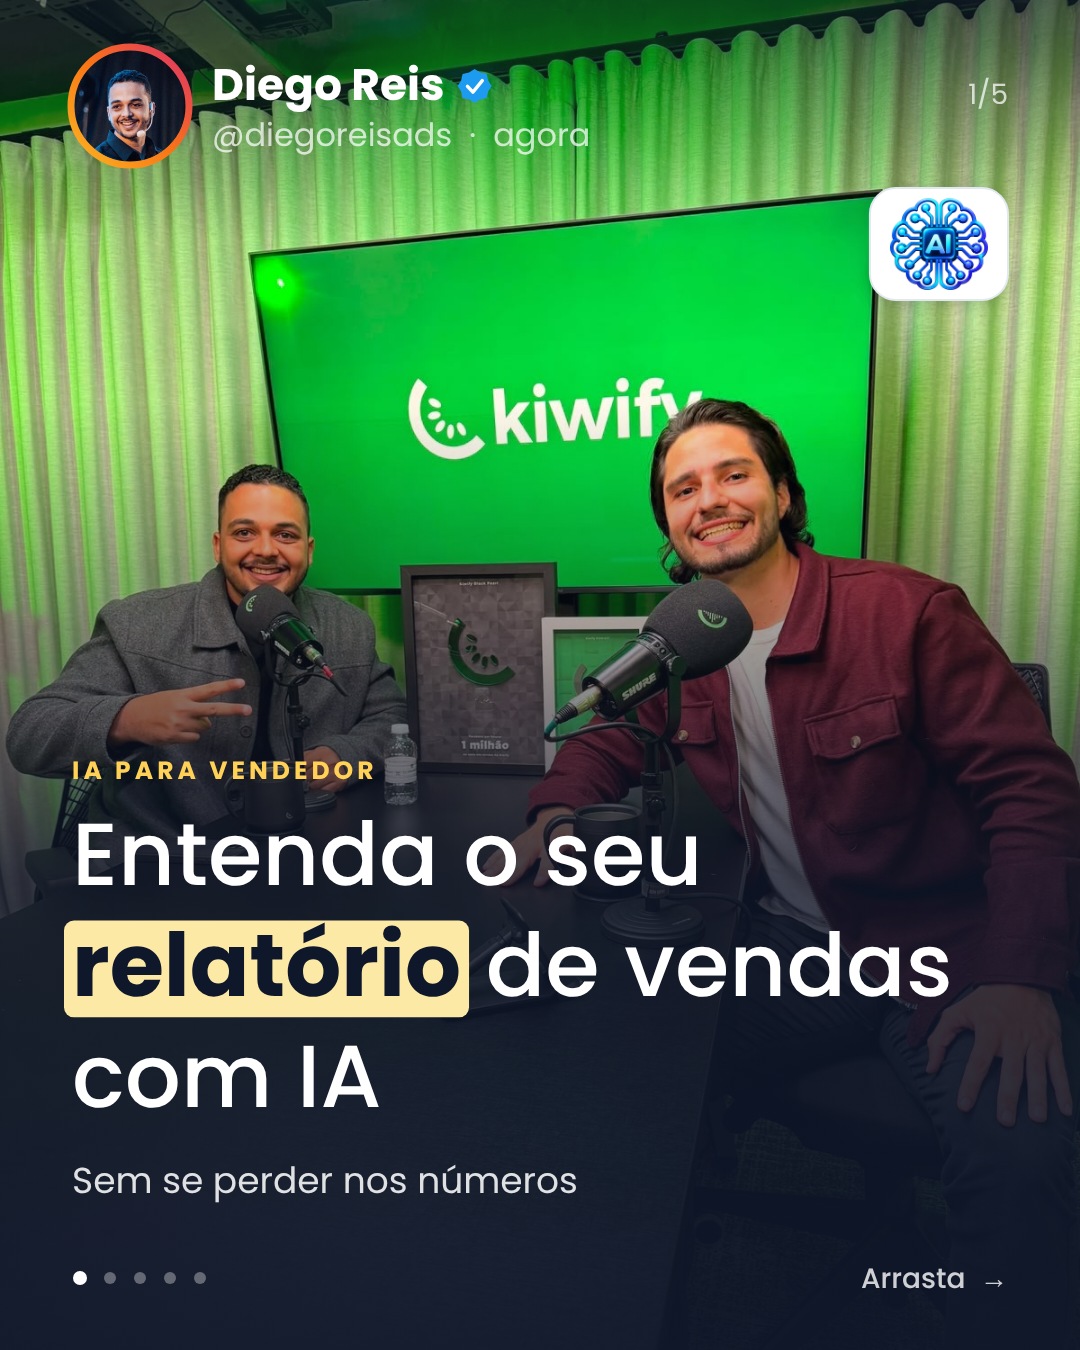 Diego Reis
@diegoreisads · agora
1/5
AI
kiwify
1 milhão
SHURE
IA PARA VENDEDOR
Entenda o seu
relatório de vendas
com IA
Sem se perder nos números
Arrasta →